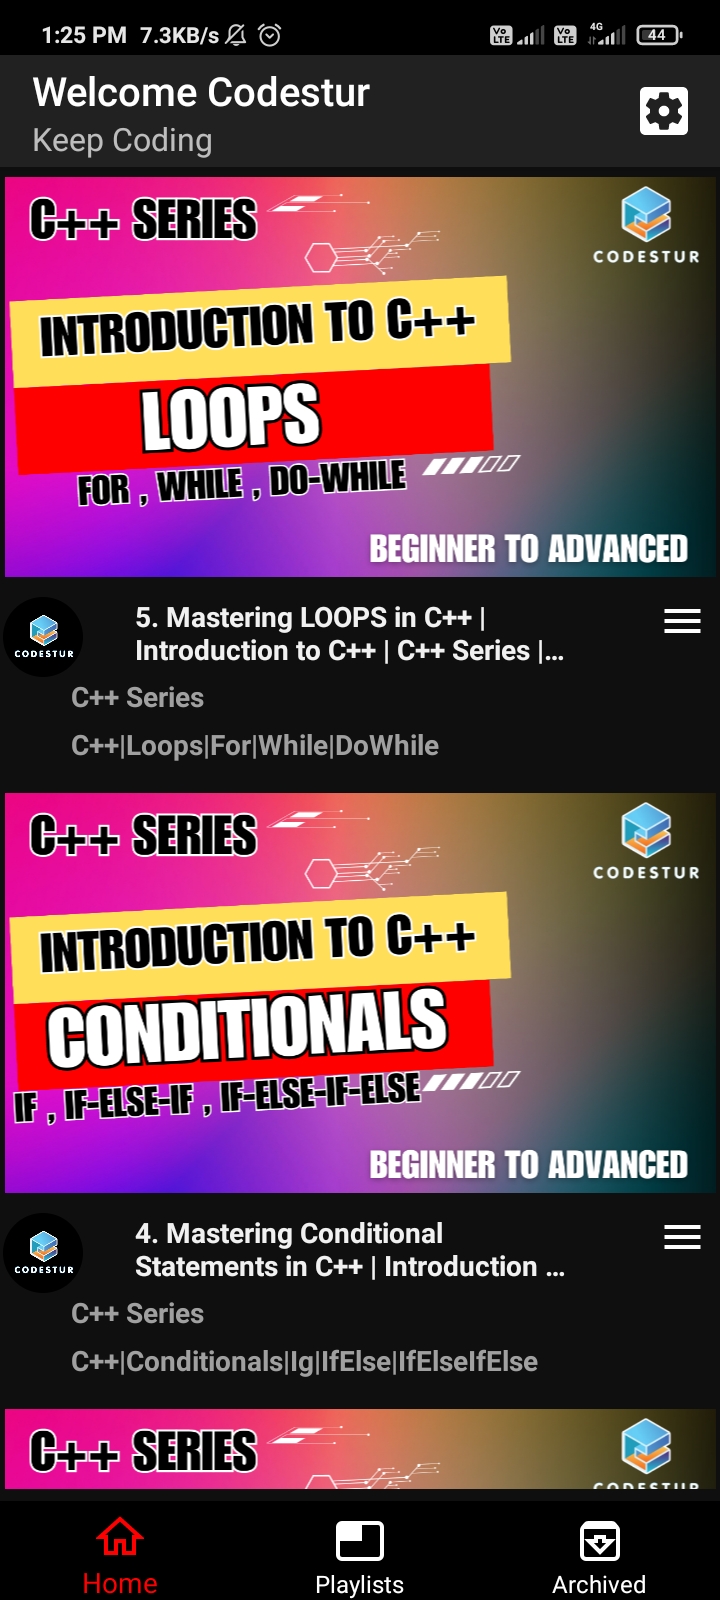 1:25 PM 7.3KB/s Vo LTE Vo LTE 4G 44
Welcome Codestur
Keep Coding
C++ SERIES
CODESTUR
INTRODUCTION TO C++
LOOPS
FOR , WHILE , DO-WHILE
BEGINNER TO ADVANCED
CODESTUR
5. Mastering LOOPS in C++ |
Introduction to C++ | C++ Series |...
C++ Series
C++|Loops|For|While|DoWhile
C++ SERIES
CODESTUR
INTRODUCTION TO C++
CONDITIONALS
IF , IF-ELSE-IF , IF-ELSE-IF-ELSE
BEGINNER TO ADVANCED
CODESTUR
4. Mastering Conditional
Statements in C++ | Introduction ...
C++ Series
C++|Conditionals|Ig|IfElse|IfElseIfElse
C++ SERIES
CODESTUR
Home Playlists Archived